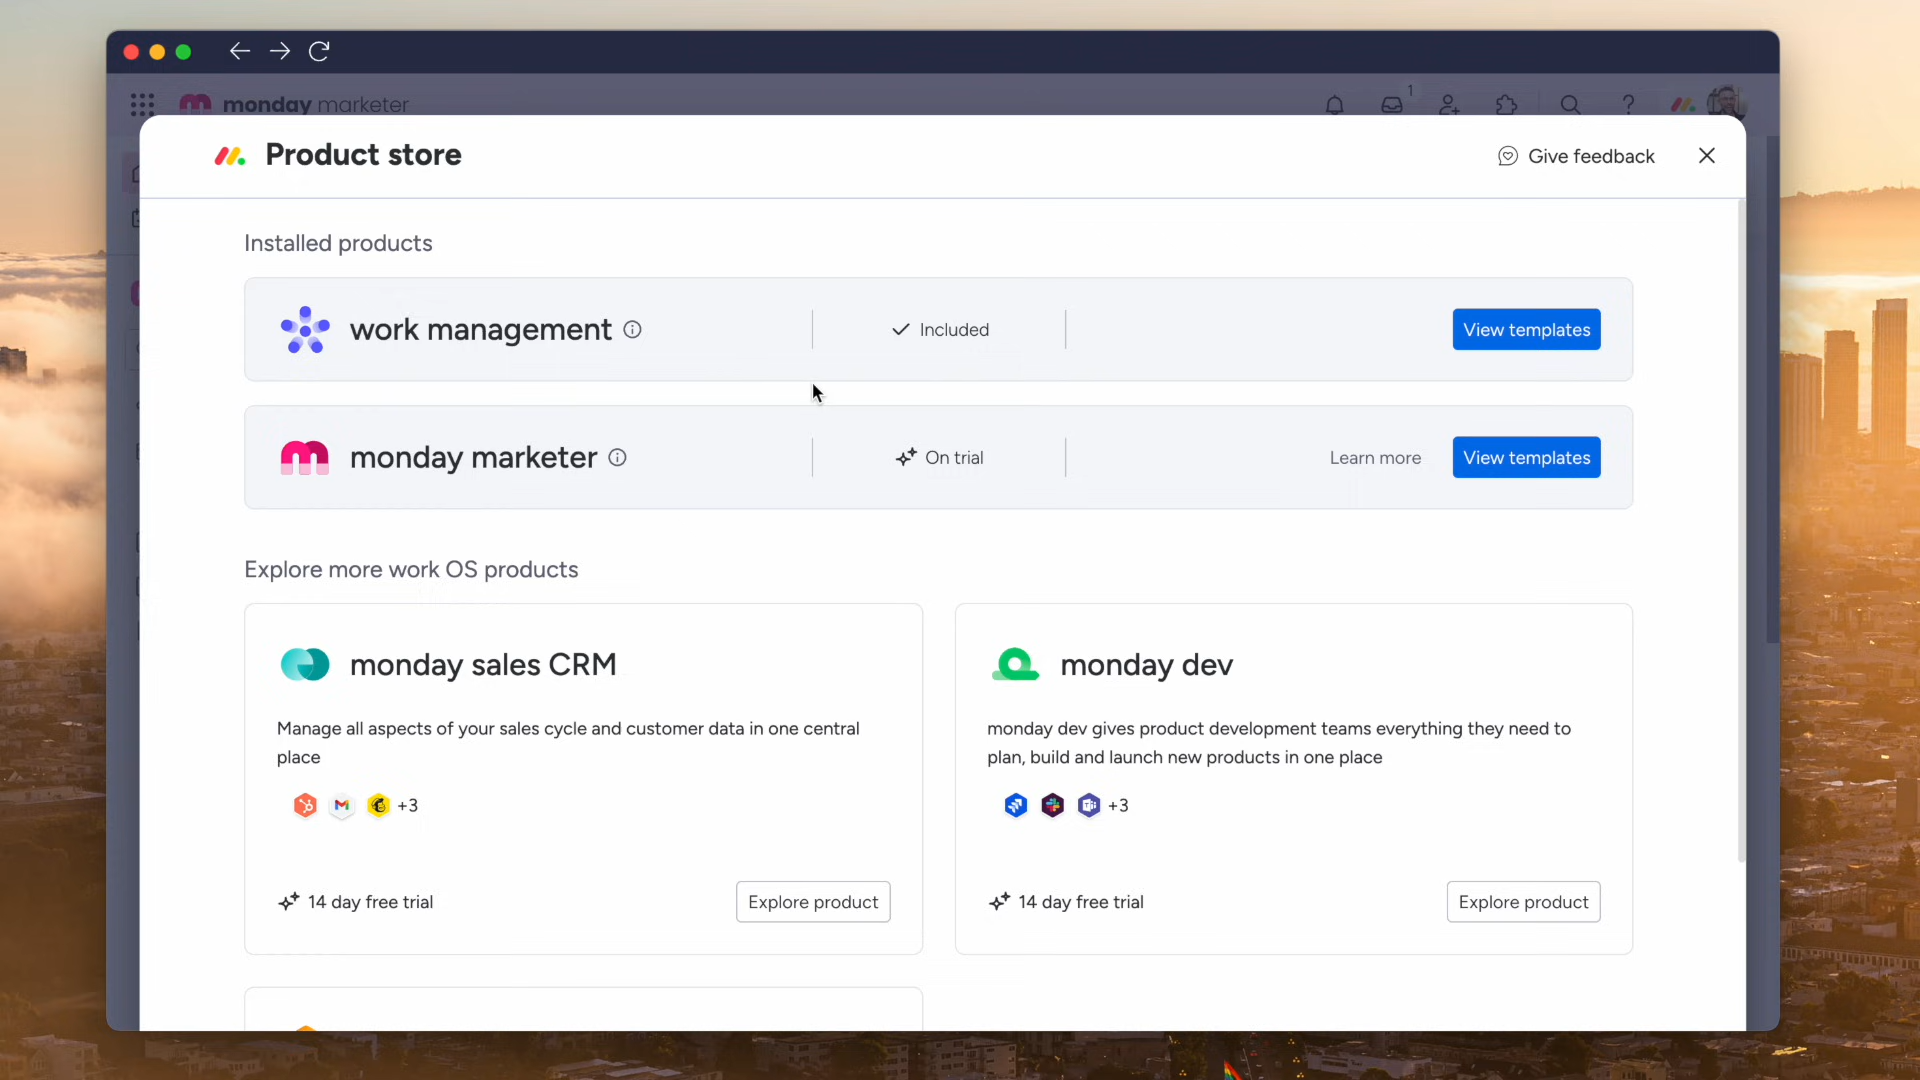 monday marketer
1
Product store
Give feedback
Installed products
work management
Included
View templates
monday marketer
On trial
Learn more
View templates
Explore more work OS products
monday sales CRM
Manage all aspects of your sales cycle and customer data in one central
place
+3
14 day free trial
Explore product
monday dev
monday dev gives product development teams everything they need to
plan, build and launch new products in one place
+3
14 day free trial
Explore product